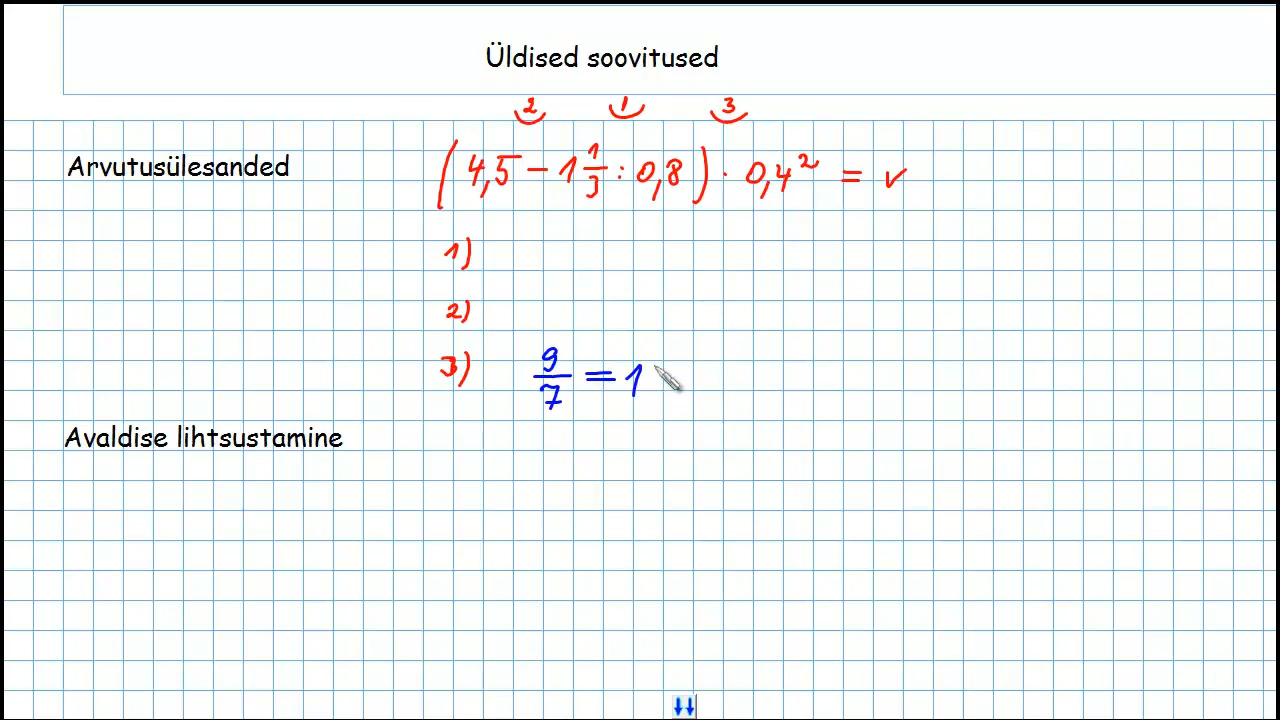 Üldised soovitused
2 1 3
Arvutusülesanded
(4,5 − 1 1/3 : 0,8) · 0,4² = v
1)
2)
3) 9/7 = 1
Avaldise lihtsustamine